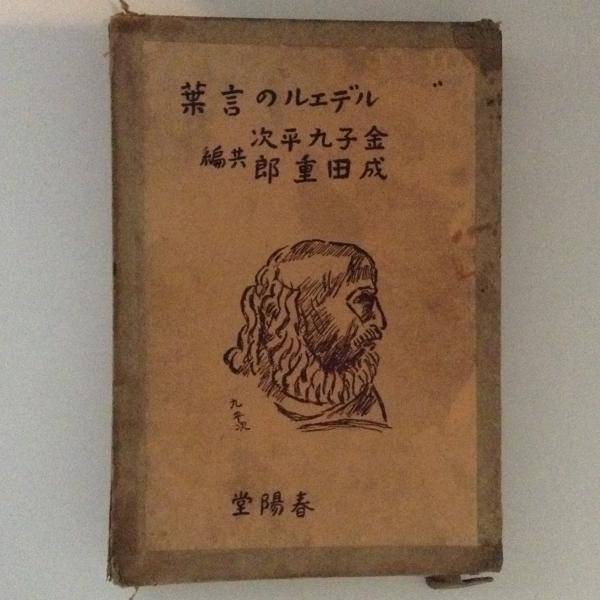 ルデエルの言葉
金子九平次
成田重郎
共編
九平次
春陽堂